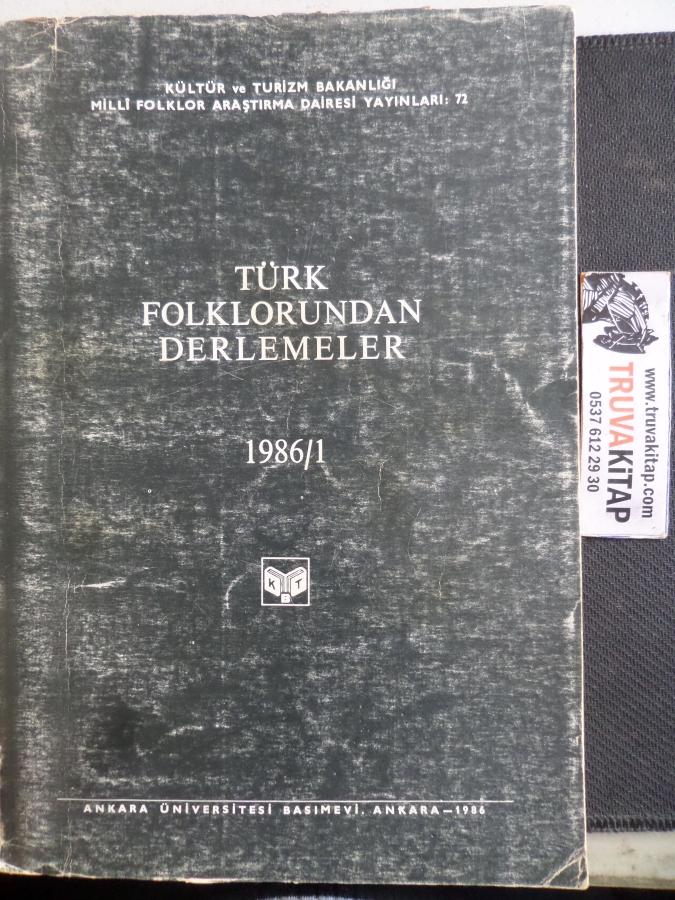 KÜLTÜR ve TURİZM BAKANLIĞI
MİLLÎ FOLKLOR ARAŞTIRMA DAİRESİ YAYINLARI: 72
TÜRK
FOLKLORUNDAN
DERLEMELER
1986/1
K T
B
ANKARA ÜNİVERSİTESİ BASIMEVİ, ANKARA—1986
www.truvakitap.com
TRUVAKİTAP
0537 612 29 30